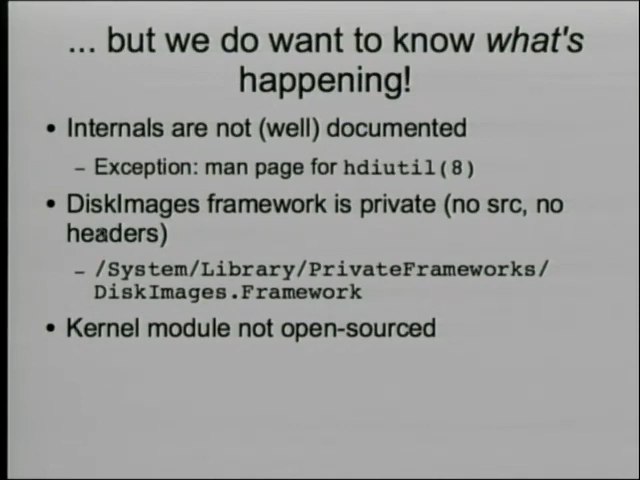 ... but we do want to know what's
happening!
• Internals are not (well) documented
– Exception: man page for hdiutil(8)
• DiskImages framework is private (no src, no
headers)
– /System/Library/PrivateFrameworks/
DiskImages.Framework
• Kernel module not open-sourced